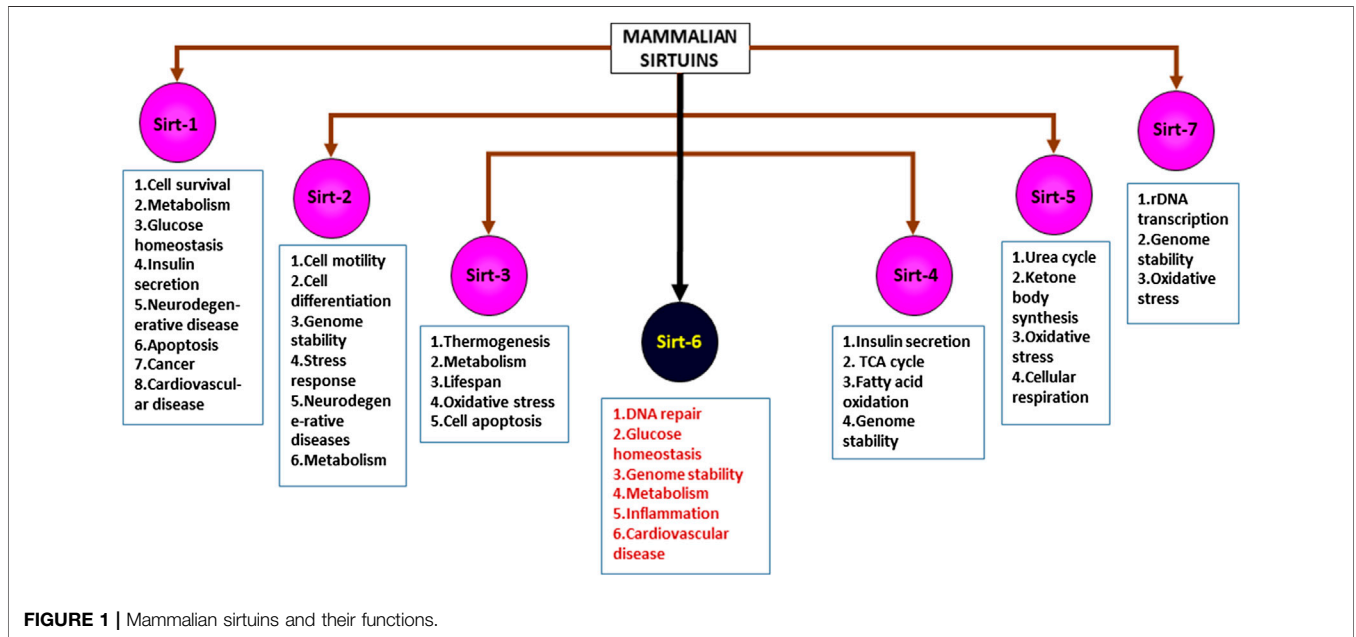 MAMMALIAN
SIRTUINS
Sirt-1
1.Cell survival
2.Metabolism
3.Glucose
homeostasis
4.Insulin
secretion
5.Neurodegen-
erative disease
6.Apoptosis
7.Cancer
8.Cardiovascul-
ar disease
Sirt-2
1.Cell motility
2.Cell
differentiation
3.Genome
stability
4.Stress
response
5.Neurodegen
e-rative
diseases
6.Metabolism
Sirt-3
1.Thermogenesis
2.Metabolism
3.Lifespan
4.Oxidative stress
5.Cell apoptosis
Sirt-6
1.DNA repair
2.Glucose
homeostasis
3.Genome stability
4.Metabolism
5.Inflammation
6.Cardiovascular
disease
Sirt-4
1.Insulin secretion
2. TCA cycle
3.Fatty acid
oxidation
4.Genome
stability
Sirt-5
1.Urea cycle
2.Ketone
body
synthesis
3.Oxidative
stress
4.Cellular
respiration
Sirt-7
1.rDNA
transcription
2.Genome
stability
3.Oxidative
stress
FIGURE 1 | Mammalian sirtuins and their functions.